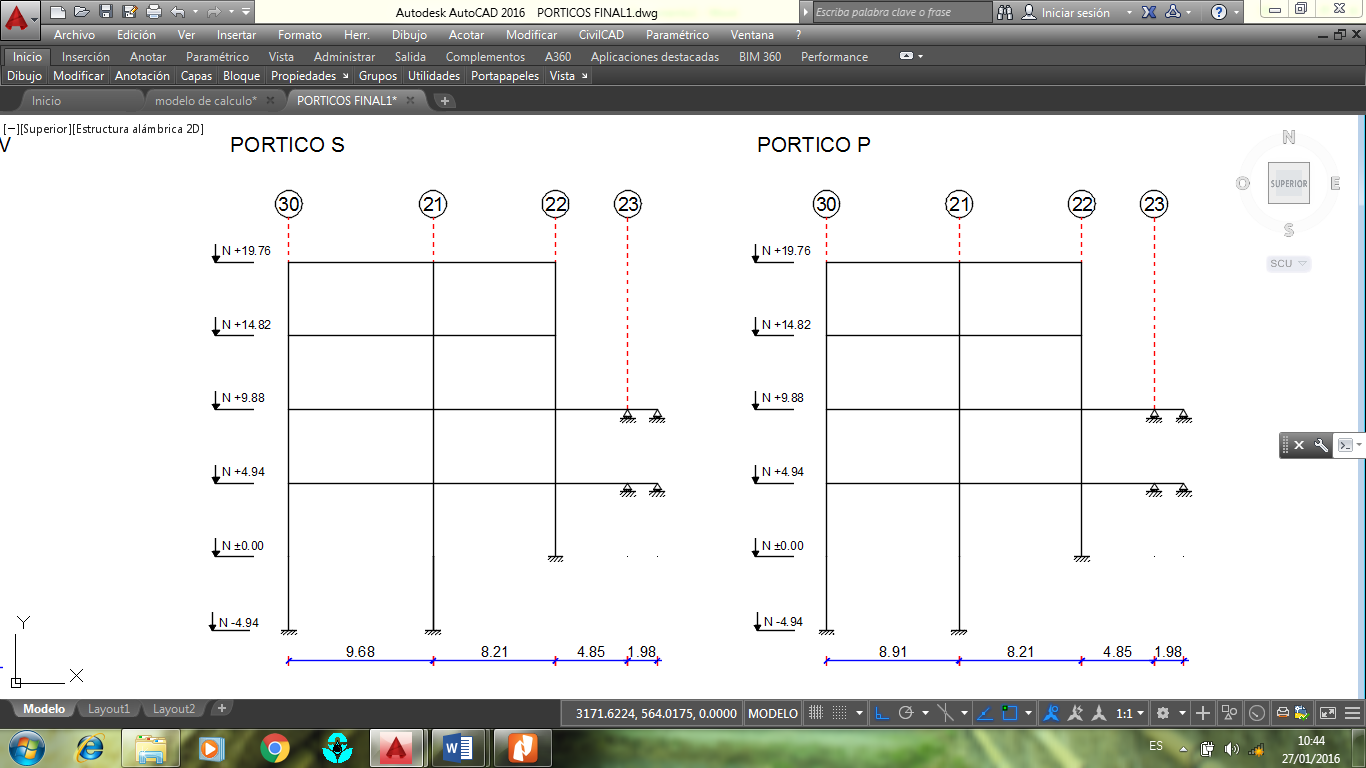 Autodesk AutoCAD 2016 PORTICOS FINAL1.dwg
Escriba palabra clave o frase
Iniciar sesión
Archivo Edición Ver Insertar Formato Herr. Dibujo Acotar Modificar CivilCAD Paramétrico Ventana ?
Inicio Inserción Anotar Paramétrico Vista Administrar Salida Complementos A360 Aplicaciones destacadas BIM 360 Performance
Dibujo Modificar Anotación Capas Bloque Propiedades Grupos Utilidades Portapapeles Vista
Inicio modelo de calculo* PORTICOS FINAL1*
[−][Superior][Estructura alámbrica 2D]
V PORTICO S PORTICO P
N
O SUPERIOR E
S
SCU
30 21 22 23 30 21 22 23
N +19.76 N +19.76
N +14.82 N +14.82
N +9.88 N +9.88
N +4.94 N +4.94
N ±0.00 N ±0.00
N -4.94 N -4.94
9.68 8.21 4.85 1.98 8.91 8.21 4.85 1.98
Y
X
Modelo Layout1 Layout2 +
3171.6224, 564.0175, 0.0000 MODELO 1:1
ES
10:44
27/01/2016